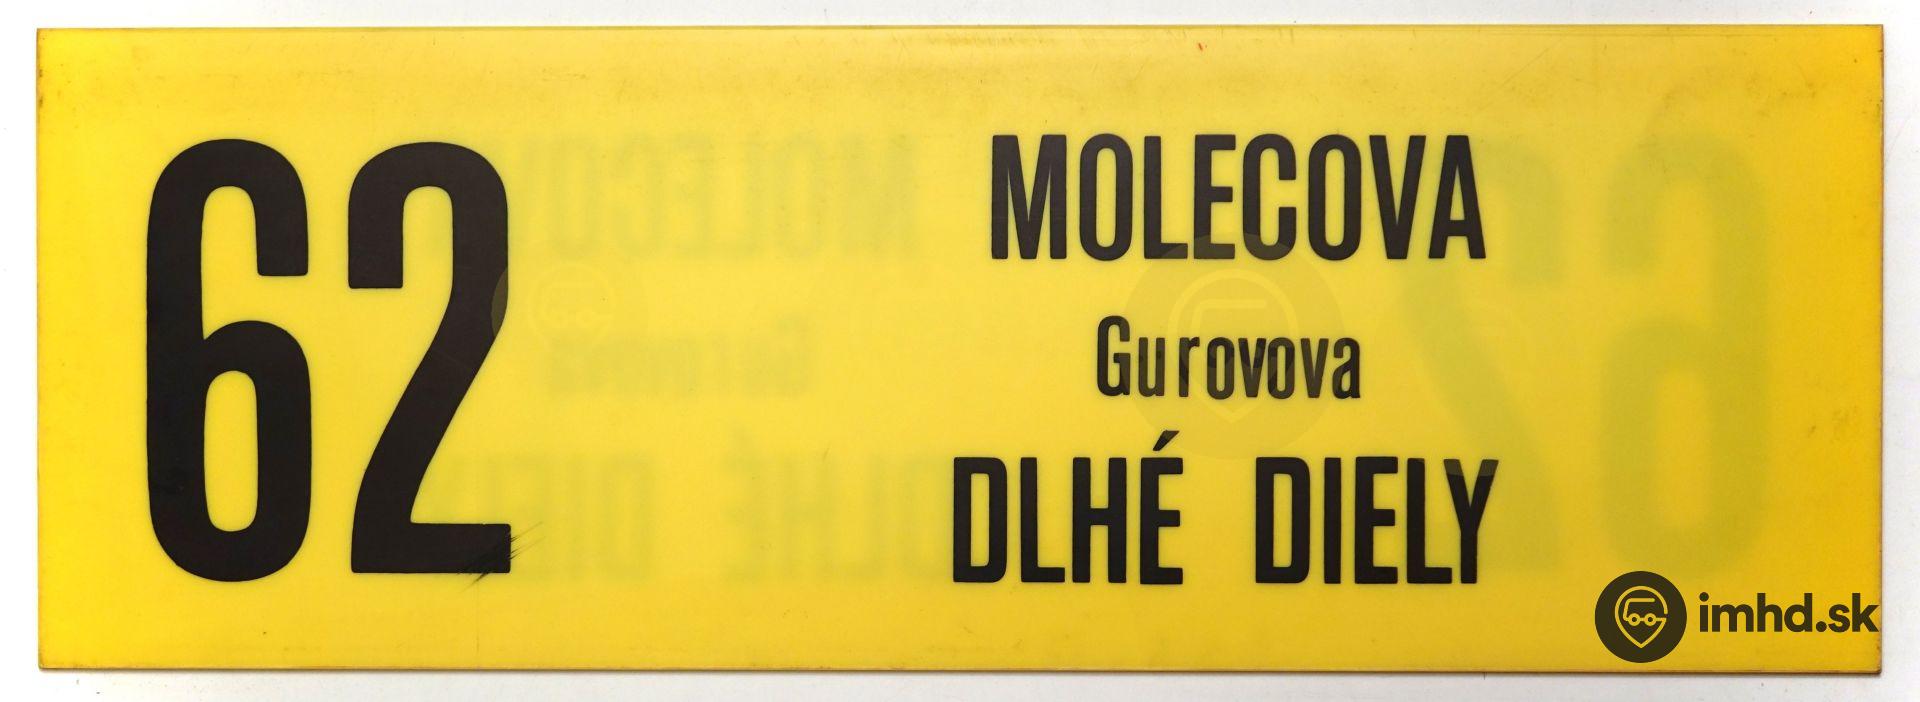 62
MOLECOVA
Gurovova
DLHÉ DIELY
imhd.sk